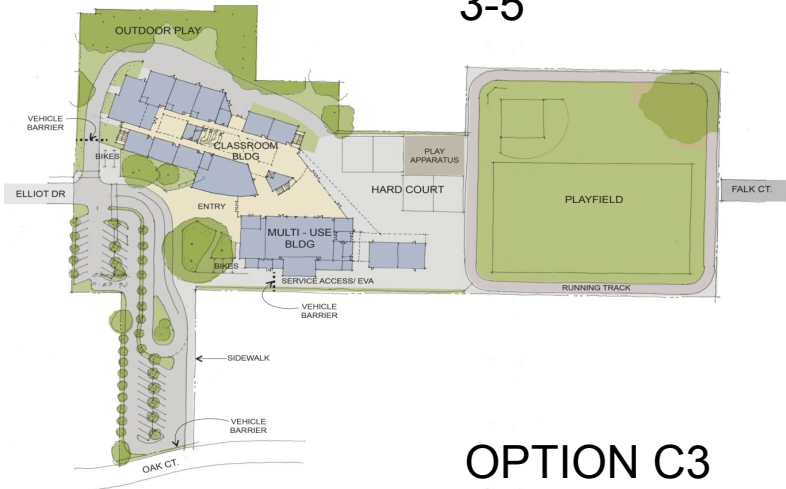 3-5
OUTDOOR PLAY
VEHICLE
BARRIER
BIKES
CLASSROOM
BLDG
PLAY
APPARATUS
ELLIOT DR
ENTRY
HARD COURT
PLAYFIELD
FALK CT.
MULTI - USE
BLDG
BIKES
SERVICE ACCESS/ EVA
RUNNING TRACK
VEHICLE
BARRIER
SIDEWALK
VEHICLE
BARRIER
OAK CT.
OPTION C3